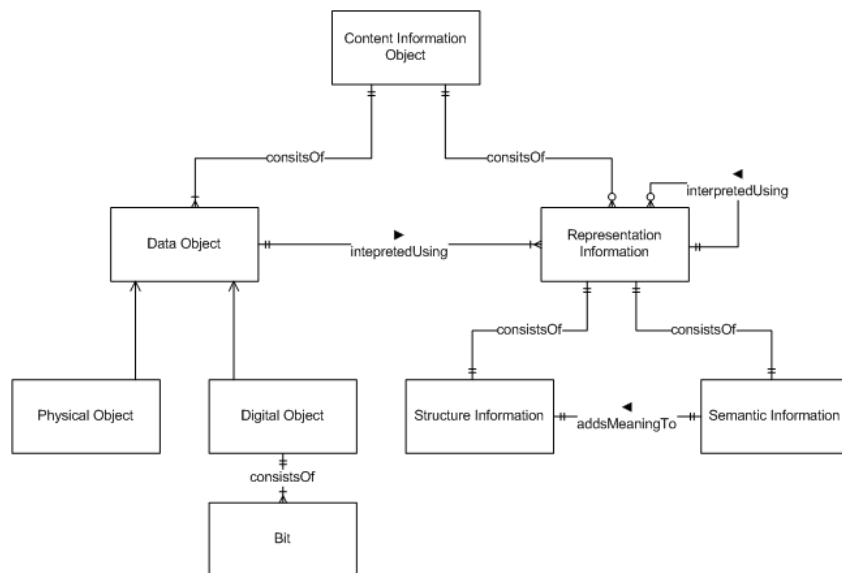 Content Information
Object
consitsOf
consitsOf
◄
interpretedUsing
Data Object
►
intepretedUsing
Representation
Information
consistsOf
consistsOf
Physical Object
Digital Object
Structure Information
◄
addsMeaningTo
Semantic Information
consistsOf
Bit